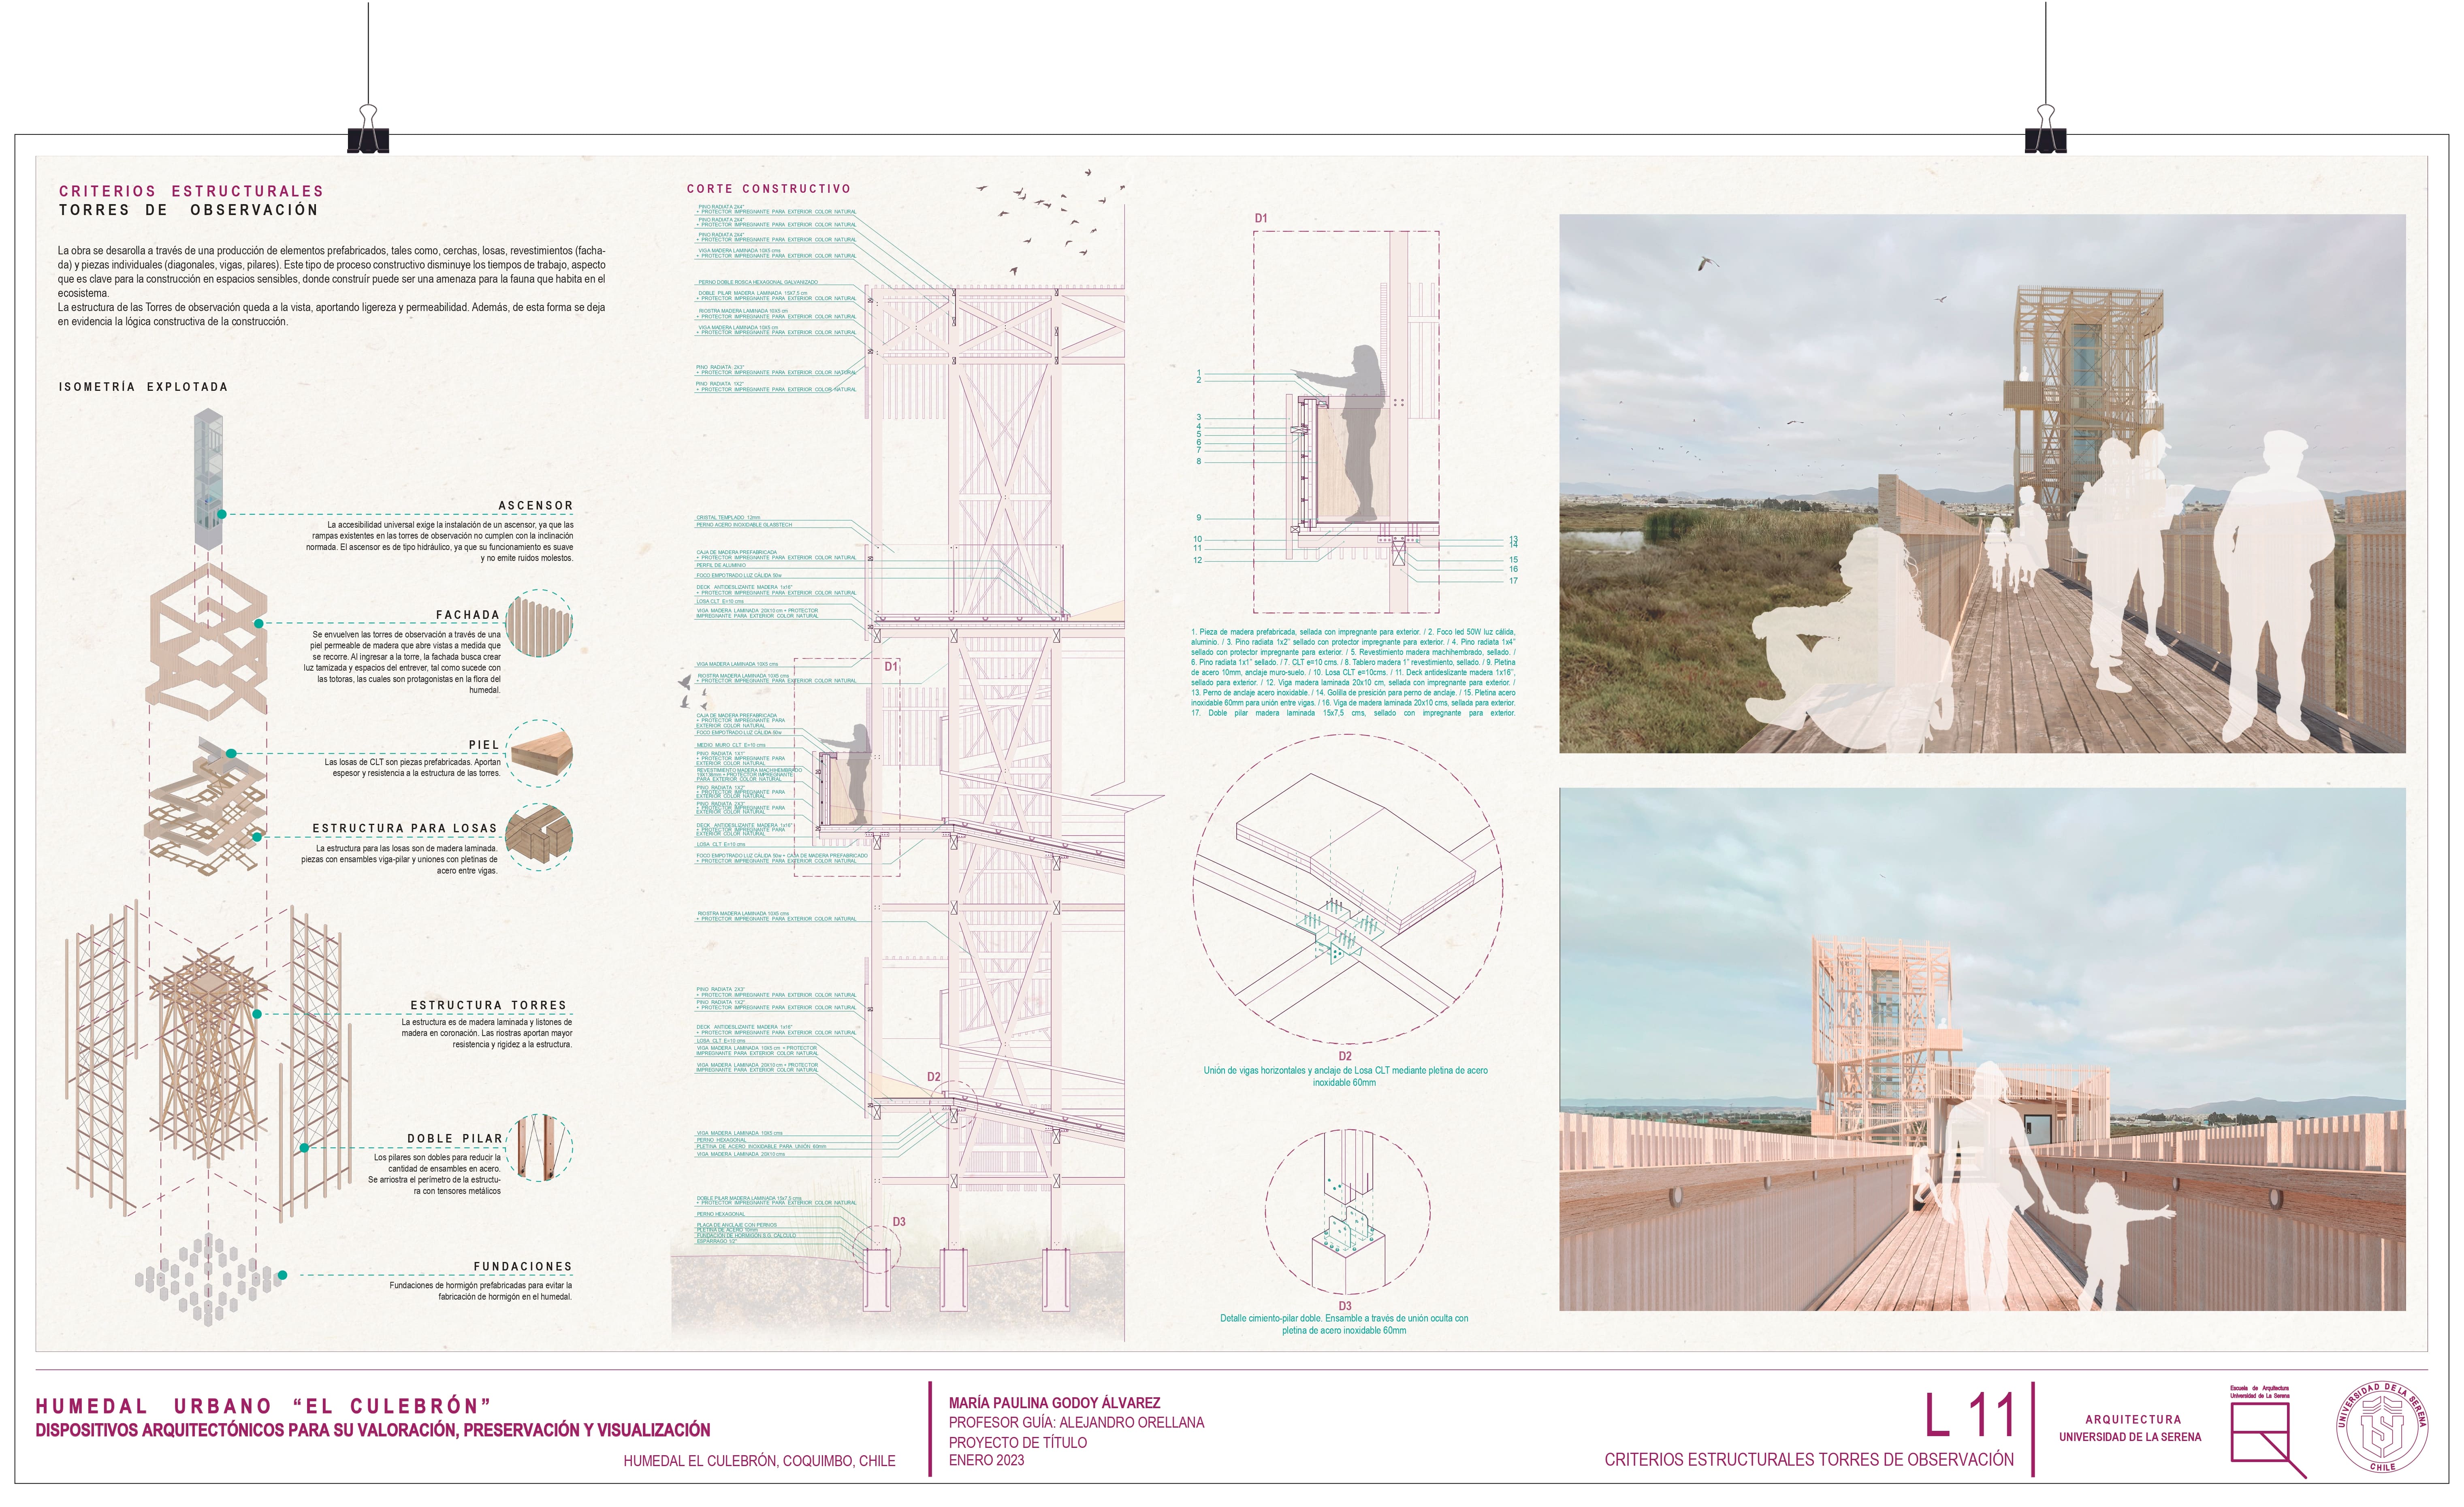 CRITERIOS ESTRUCTURALES
TORRES DE OBSERVACIÓN
La obra se desarolla a través de una producción de elementos prefabricados, tales como, cerchas, losas, revestimientos (facha-
da) y piezas individuales (diagonales, vigas, pilares). Este tipo de proceso constructivo disminuye los tiempos de trabajo, aspecto
que es clave para la construcción en espacios sensibles, donde construír puede ser una amenaza para la fauna que habita en el
ecosistema.
La estructura de las Torres de observación queda a la vista, aportando ligereza y permeabilidad. Además, de esta forma se deja
en evidencia la lógica constructiva de la construcción.
ISOMETRÍA EXPLOTADA
ASCENSOR
La accesibilidad universal exige la instalación de un ascensor, ya que las
rampas existentes en las torres de observación no cumplen con la inclinación
normada. El ascensor es de tipo hidráulico, ya que su funcionamiento es suave
y no emite ruidos molestos.
FACHADA
Se envuelven las torres de observación a través de una
piel permeable de madera que abre vistas a medida que
se recorre. Al ingresar a la torre, la fachada busca crear
luz tamizada y espacios del entrever, tal como sucede con
las totoras, las cuales son protagonistas en la flora del
humedal.
PIEL
Las losas de CLT son piezas prefabricadas. Aportan
espesor y resistencia a la estructura de las torres.
ESTRUCTURA PARA LOSAS
La estructura para las losas son de madera laminada.
piezas con ensambles viga-pilar y uniones con pletinas de
acero entre vigas.
ESTRUCTURA TORRES
La estructura es de madera laminada y listones de
madera en coronación. Las riostras aportan mayor
resistencia y rigidez a la estructura.
DOBLE PILAR
Los pilares son dobles para reducir la
cantidad de ensambles en acero.
Se arriostra el perímetro de la estructu-
ra con tensores metálicos
FUNDACIONES
Fundaciones de hormigón prefabricadas para evitar la
fabricación de hormigón en el humedal.
CORTE CONSTRUCTIVO
PINO RADIATA 2X4"
+ PROTECTOR IMPREGNANTE PARA EXTERIOR COLOR NATURAL
PINO RADIATA 2X4"
+ PROTECTOR IMPREGNANTE PARA EXTERIOR COLOR NATURAL
PINO RADIATA 2X4"
+ PROTECTOR IMPREGNANTE PARA EXTERIOR COLOR NATURAL
VIGA MADERA LAMINADA 10X5 cms
+ PROTECTOR IMPREGNANTE PARA EXTERIOR COLOR NATURAL
PERNO DOBLE ROSCA HEXAGONAL GALVANIZADO
DOBLE PILAR MADERA LAMINADA 15X7,5 cm
+ PROTECTOR IMPREGNANTE PARA EXTERIOR COLOR NATURAL
RIOSTRA MADERA LAMINADA 10X5 cm
+ PROTECTOR IMPREGNANTE PARA EXTERIOR COLOR NATURAL
VIGA MADERA LAMINADA 10X5 cm
+ PROTECTOR IMPREGNANTE PARA EXTERIOR COLOR NATURAL
PINO RADIATA 2X3"
+ PROTECTOR IMPREGNANTE PARA EXTERIOR COLOR NATURAL
PINO RADIATA 1X2"
+ PROTECTOR IMPREGNANTE PARA EXTERIOR COLOR NATURAL
CRISTAL TEMPLADO 12mm
PERNO ACERO INOXIDABLE GLASSTECH
CAJA DE MADERA PREFABRICADA
+ PROTECTOR IMPREGNANTE PARA EXTERIOR COLOR NATURAL
PERFIL DE ALUMINIO
FOCO EMPOTRADO LUZ CÁLIDA 50w
DECK ANTIDESLIZANTE MADERA 1x16"
+ PROTECTOR IMPREGNANTE PARA EXTERIOR COLOR NATURAL
LOSA CLT E=10 cms
VIGA MADERA LAMINADA 20X10 cm + PROTECTOR
IMPREGNANTE PARA EXTERIOR COLOR NATURAL
VIGA MADERA LAMINADA 10X5 cms
D1
RIOSTRA MADERA LAMINADA 10X5 cms
+ PROTECTOR IMPREGNANTE PARA EXTERIOR COLOR NATURAL
CAJA DE MADERA PREFABRICADA
+ PROTECTOR IMPREGNANTE PARA
EXTERIOR COLOR NATURAL
FOCO EMPOTRADO LUZ CÁLIDA 50w
MEDIO MURO CLT E=10 cms
PINO RADIATA 1X1"
+ PROTECTOR IMPREGNANTE PARA
EXTERIOR COLOR NATURAL
REVESTIMIENTO MADERA MACHIHEMBRADO
+ PROTECTOR IMPREGNANTE
PARA EXTERIOR COLOR NATURAL
PINO RADIATA 1X2"
+ PROTECTOR IMPREGNANTE PARA
EXTERIOR COLOR NATURAL
PINO RADIATA 2X3"
+ PROTECTOR IMPREGNANTE PARA
EXTERIOR COLOR NATURAL
DECK ANTIDESLIZANTE MADERA 1x16"
+ PROTECTOR IMPREGNANTE PARA
EXTERIOR COLOR NATURAL
LOSA CLT E=10 cms
FOCO EMPOTRADO LUZ CÁLIDA 50w + CAJA DE MADERA PREFABRICADO
+ PROTECTOR IMPREGNANTE PARA EXTERIOR COLOR NATURAL
RIOSTRA MADERA LAMINADA 10X5 cms
+ PROTECTOR IMPREGNANTE PARA EXTERIOR COLOR NATURAL
PINO RADIATA 2X3"
+ PROTECTOR IMPREGNANTE PARA EXTERIOR COLOR NATURAL
PINO RADIATA 1X2"
+ PROTECTOR IMPREGNANTE PARA EXTERIOR COLOR NATURAL
DECK ANTIDESLIZANTE MADERA 1x16"
+ PROTECTOR IMPREGNANTE PARA EXTERIOR COLOR NATURAL
LOSA CLT E=10 cms
VIGA MADERA LAMINADA 10X5 cm + PROTECTOR
IMPREGNANTE PARA EXTERIOR COLOR NATURAL
VIGA MADERA LAMINADA 20X10 cm + PROTECTOR
IMPREGNANTE PARA EXTERIOR COLOR NATURAL
D2
VIGA MADERA LAMINADA 10X5 cms
PERNO HEXAGONAL
PLETINA DE ACERO INOXIDABLE PARA UNIÓN 60mm
VIGA MADERA LAMINADA 20X10 cms
DOBLE PILAR MADERA LAMINADA 15x7,5 cms
+ PROTECTOR IMPREGNANTE PARA EXTERIOR COLOR NATURAL
PERNO HEXAGONAL
D3
PLACA DE ANCLAJE CON PERNOS
PLETINA DE ACERO 10mm
FUNDACIÓN DE HORMIGÓN S.G. CÁLCULO
ESPÁRRAGO 1/2"
D1
1
2
3
4
5
6
7
8
9
10
11
12
13
14
15
16
17
1. Pieza de madera prefabricada, sellada con impregnante para exterior. / 2. Foco led 50W luz cálida,
aluminio. / 3. Pino radiata 1x2" sellado con protector impregnante para exterior. / 4. Pino radiata 1x4"
sellado con protector impregnante para exterior. / 5. Revestimiento madera machihembrado, sellado. /
6. Pino radiata 1x1" sellado. / 7. CLT e=10 cms. / 8. Tablero madera 1" revestimiento, sellado. / 9. Pletina
de acero 10mm, anclaje muro-suelo. / 10. Losa CLT e=10cms. / 11. Deck antideslizante madera 1x16",
sellado para exterior. / 12. Viga madera laminada 20x10 cm, sellada con impregnante para exterior. /
13. Perno de anclaje acero inoxidable. / 14. Golilla de presición para perno de anclaje. / 15. Pletina acero
inoxidable 60mm para unión entre vigas. / 16. Viga de madera laminada 20x10 cms, sellada para exterior.
17. Doble pilar madera laminada 15x7,5 cms, sellado con impregnante para exterior.
D2
Unión de vigas horizontales y anclaje de Losa CLT mediante pletina de acero
inoxidable 60mm
D3
Detalle cimiento-pilar doble. Ensamble a través de unión oculta con
pletina de acero inoxidable 60mm
HUMEDAL URBANO “EL CULEBRÓN”
DISPOSITIVOS ARQUITECTÓNICOS PARA SU VALORACIÓN, PRESERVACIÓN Y VISUALIZACIÓN
HUMEDAL EL CULEBRÓN, COQUIMBO, CHILE
MARÍA PAULINA GODOY ÁLVAREZ
PROFESOR GUÍA: ALEJANDRO ORELLANA
PROYECTO DE TÍTULO
ENERO 2023
L 11
CRITERIOS ESTRUCTURALES TORRES DE OBSERVACIÓN
ARQUITECTURA
UNIVERSIDAD DE LA SERENA
Escuela de Arquitectura
Universidad de La Serena
UNIVERSIDAD DE LA SERENA
CHILE